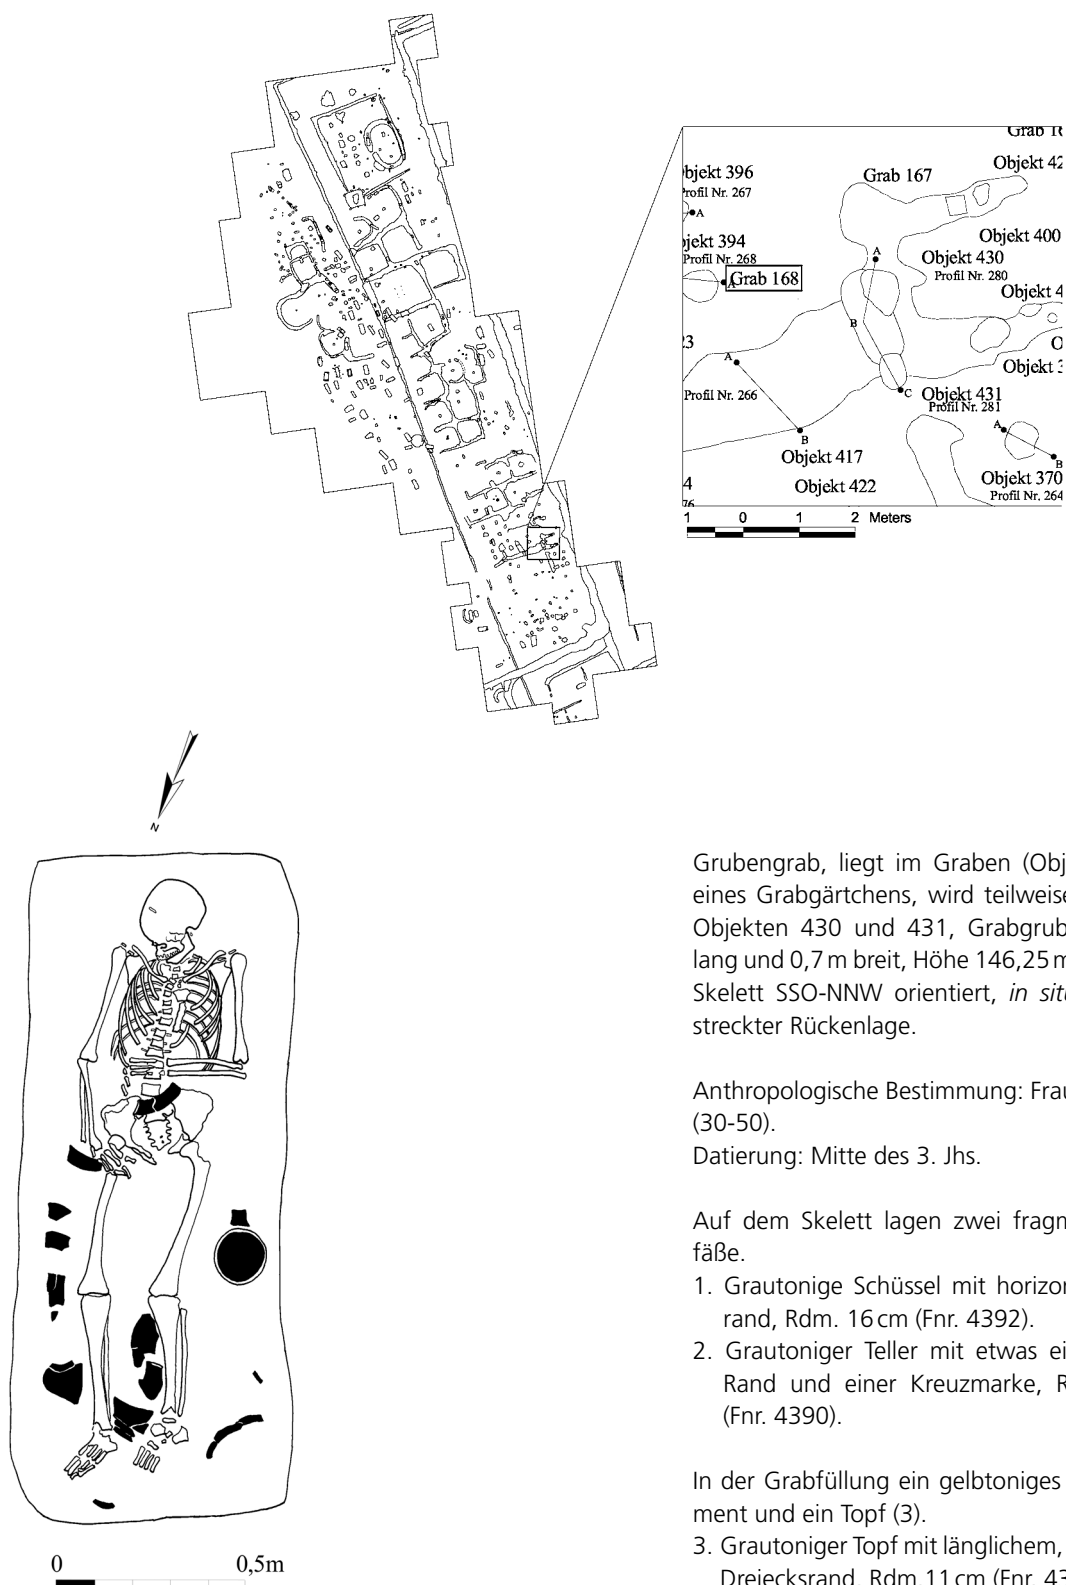 Grab 1
Objekt 42
Grab 167
bjekt 396
Profil Nr. 267
A
jekt 394
Profil Nr. 268
A
Grab 168
Objekt 400
Objekt 430
Profil Nr. 280
A
Objekt 4
B
23
A
Objekt 3
Profil Nr. 266
C
Objekt 431
Profil Nr. 281
A
B
B
Objekt 417
Objekt 370
Profil Nr. 264
4
Objekt 422
76
1 0 1 2 Meters
N
0 0,5m
Grubengrab, liegt im Graben (Obj
eines Grabgärtchens, wird teilweise
Objekten 430 und 431, Grabgrub
lang und 0,7 m breit, Höhe 146,25 m
Skelett SSO-NNW orientiert, in situ
streckter Rückenlage.
Anthropologische Bestimmung: Frau
(30-50).
Datierung: Mitte des 3. Jhs.
Auf dem Skelett lagen zwei fragm
fäße.
1. Grautonige Schüssel mit horizon
rand, Rdm. 16 cm (Fnr. 4392).
2. Grautoniger Teller mit etwas ei
Rand und einer Kreuzmarke, R
(Fnr. 4390).
In der Grabfüllung ein gelbtoniges
ment und ein Topf (3).
3. Grautoniger Topf mit länglichem,
Dreiecksrand, Rdm. 11 cm (Fnr. 43